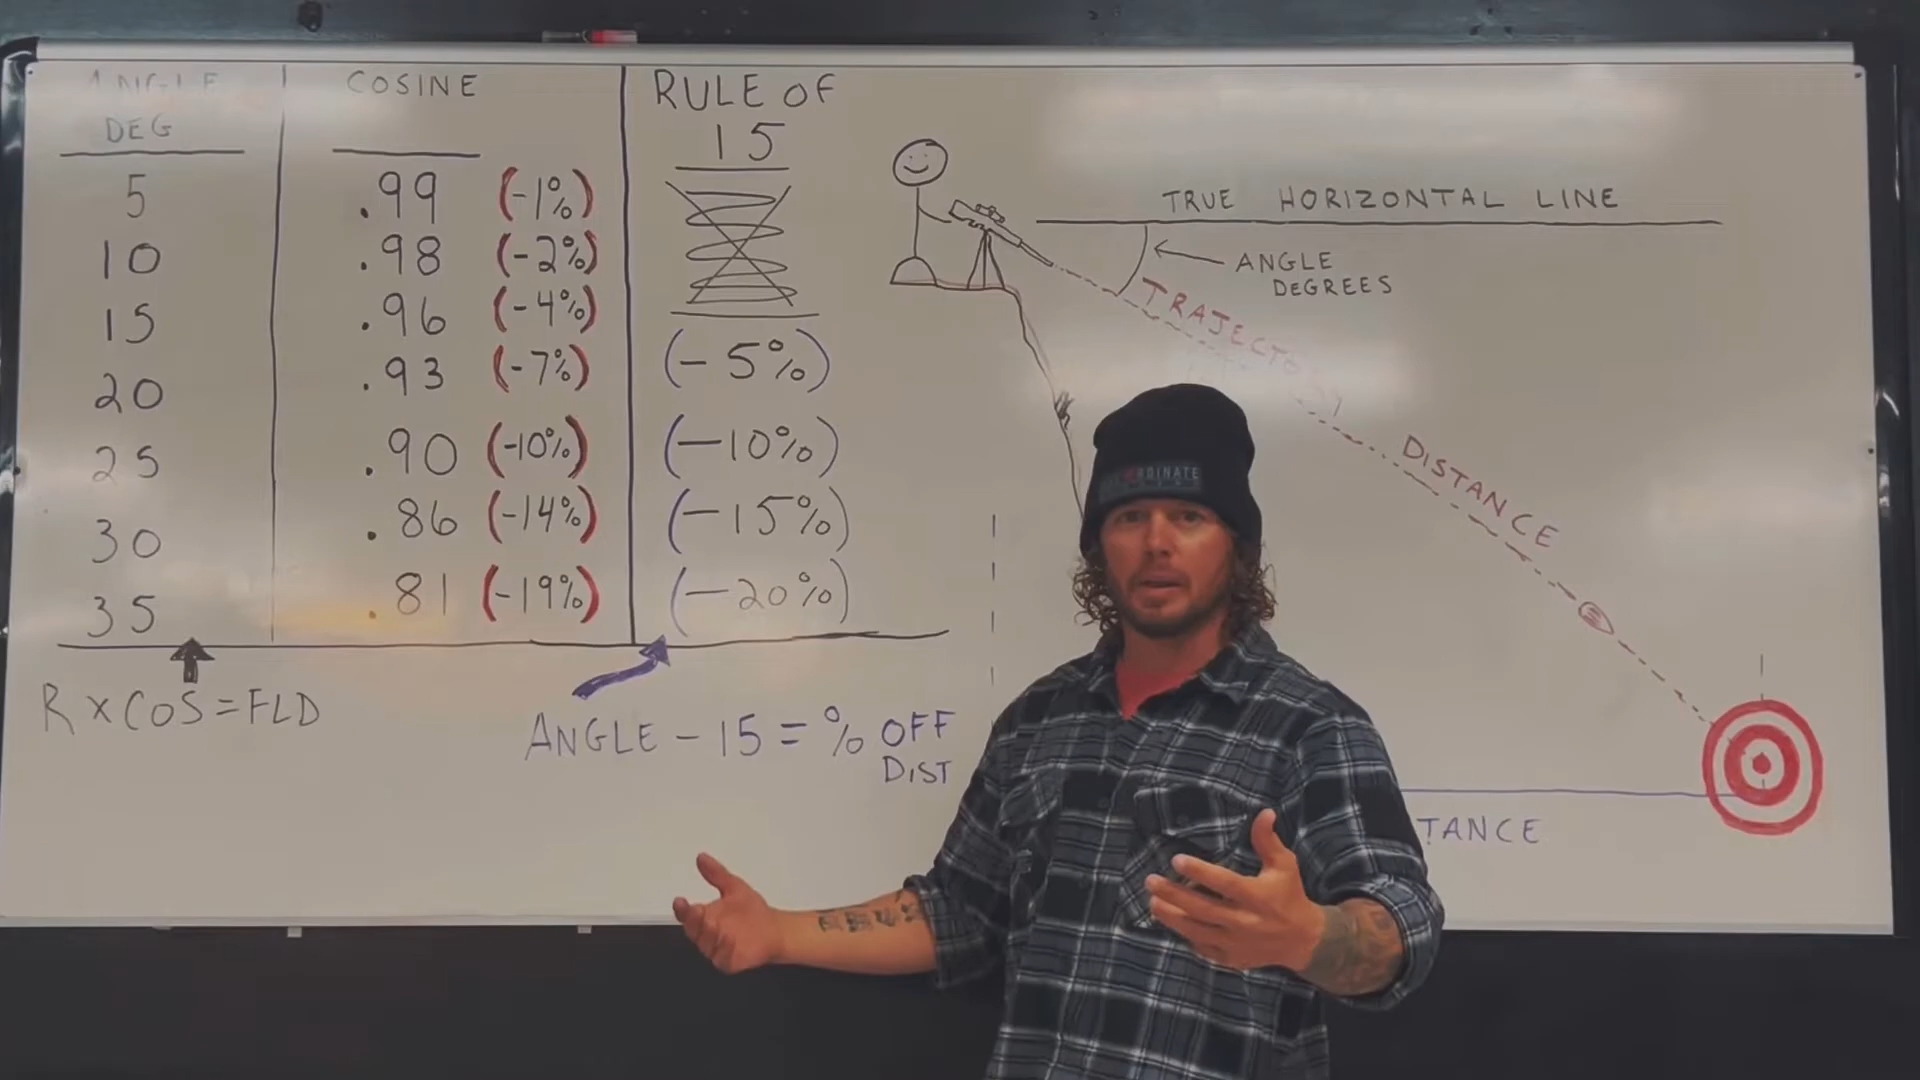 ANGLE
DEG
5
10
15
20
25
30
35
COSINE
.99 (-1%)
.98 (-2%)
.96 (-4%)
.93 (-7%)
.90 (-10%)
.86 (-14%)
.81 (-19%)
RULE OF
15
(-5%)
(-10%)
(-15%)
(-20%)
R x COS = FLD
ANGLE - 15 = % OFF
DIST
TRUE HORIZONTAL LINE
ANGLE
DEGREES
TRAJECTORY
DISTANCE
TANCE